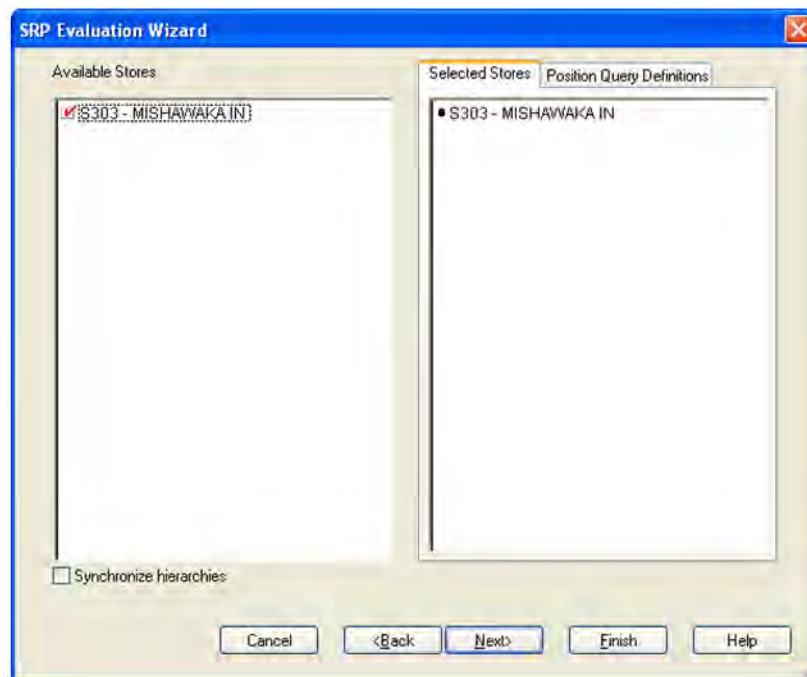 SRP Evaluation Wizard
Available Stores
S303 - MISHAWAKA IN
Synchronize hierarchies
Selected Stores
Position Query Definitions
S303 - MISHAWAKA IN
Cancel
<Back
Next>
Finish
Help